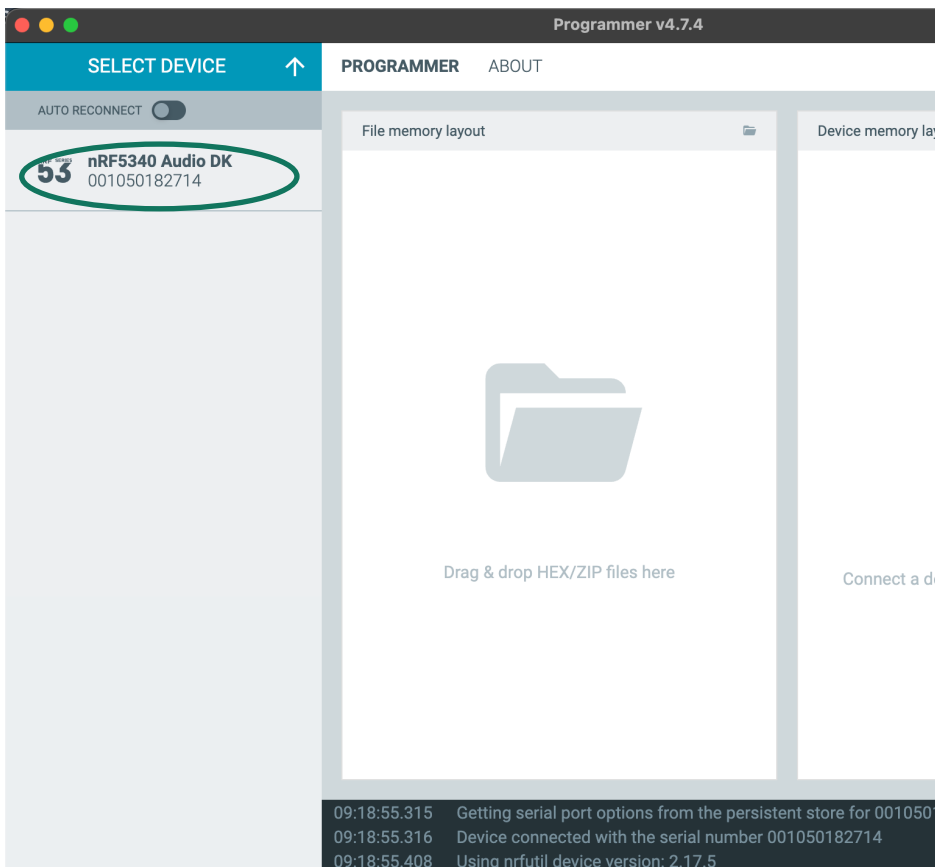 Programmer v4.7.4
SELECT DEVICE
PROGRAMMER ABOUT
AUTO RECONNECT
File memory layout
Device memory
53 SERIES
nRF5340 Audio DK
001050182714
Drag & drop HEX/ZIP files here
Connect a
09:18:55.315 Getting serial port options from the persistent store for 001050
09:18:55.316 Device connected with the serial number 001050182714
09:18:55.408 Using nrfutil device version: 2.17.5